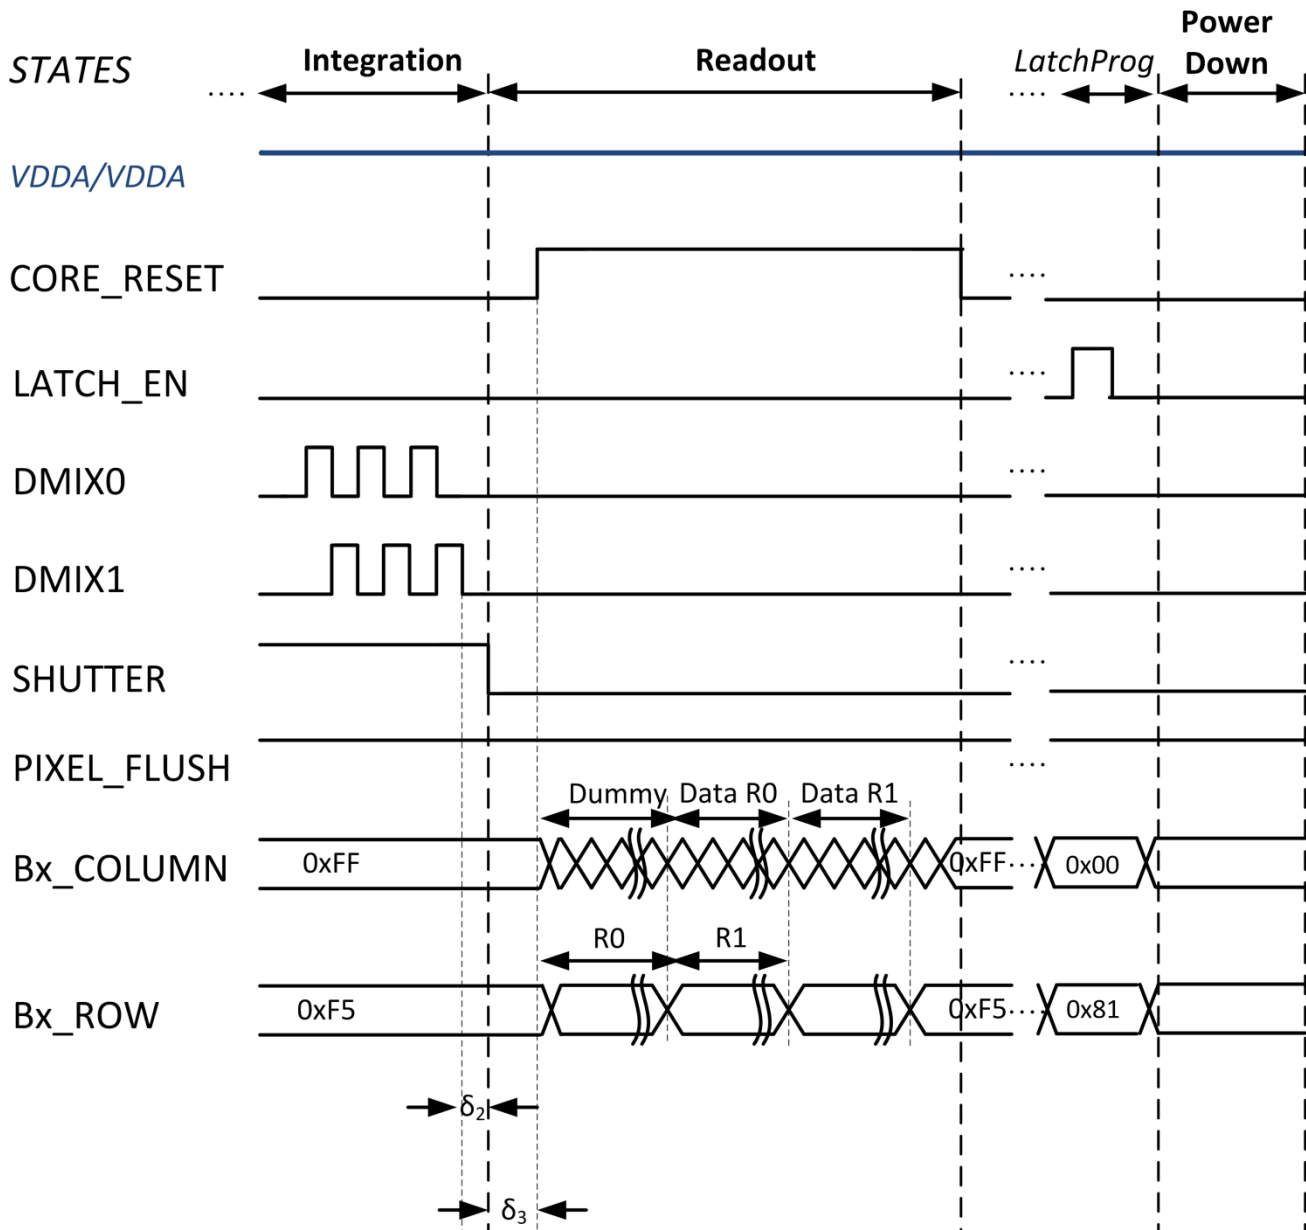 STATES .... Integration Readout LatchProg .... Power Down
VDDA/VDDA
CORE_RESET ....
LATCH_EN ....
DMIX0 ....
DMIX1 ....
SHUTTER ....
PIXEL_FLUSH ....
Dummy Data R0 Data R1
Bx_COLUMN 0xFF 0xFF .... 0x00
R0 R1
Bx_ROW 0xF5 0xF5 .... 0x81
δ2
δ3